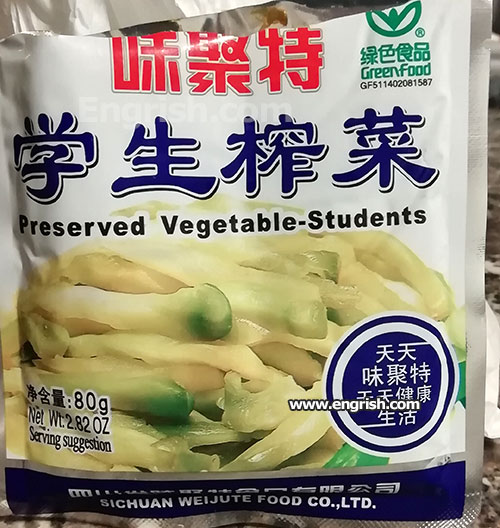 味聚特
绿色食品
Greenfood
®
GF511402081587
Engrish.com
学生榨菜
Preserved Vegetable-Students
天天
味聚特
天天健康
生活
www.engrish.com
净含量:80g
Net Wt:2.82 OZ
Serving suggestion
SICHUAN WEIJUTE FOOD CO.,LTD.